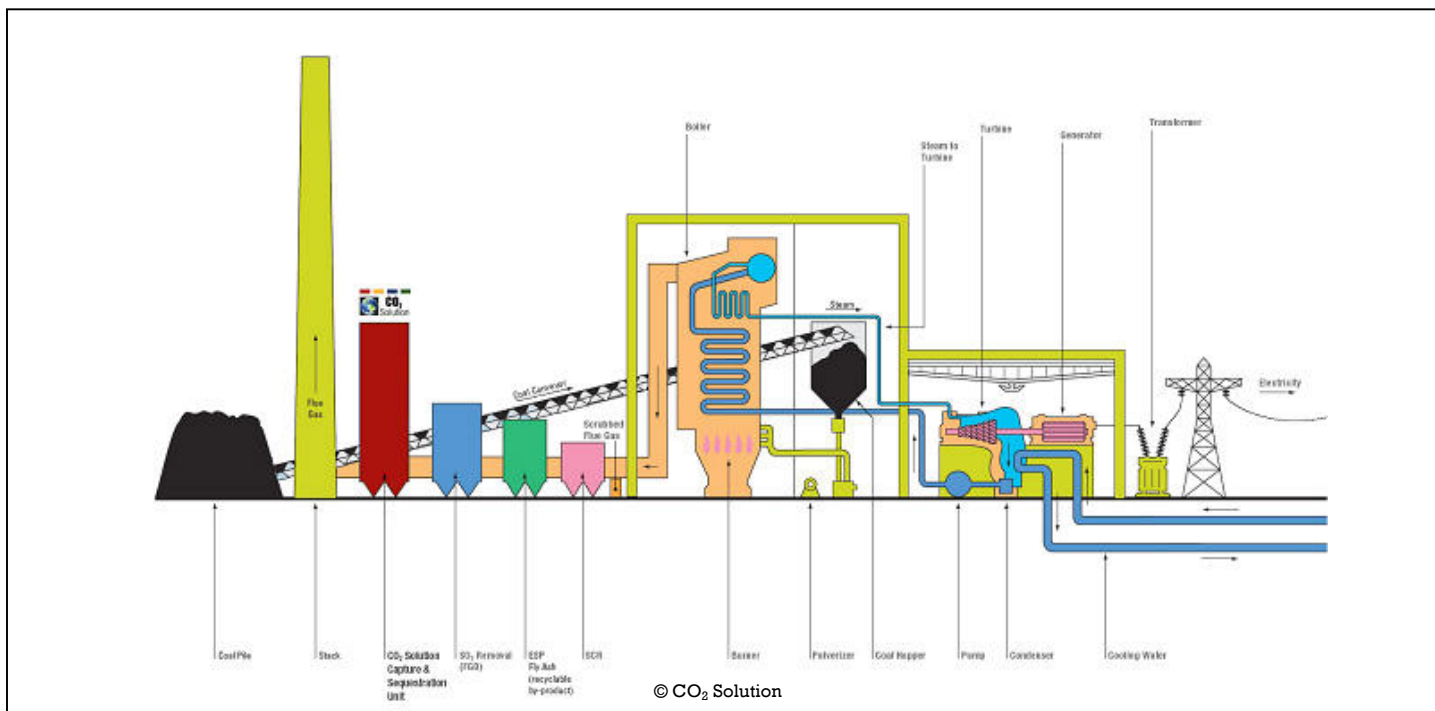 Boiler
Steam to
Turbine
Turbine
Generator
Transformer
CO2
Solution
Steam
Coal Conveyor
Electricity
Flue
Gas
Scrubbed
Flue Gas
Coal Pile
Stack
CO2 Solution
Capture &
Sequestration
Unit
SO2 Removal
(FGD)
ESP
Fly Ash
(recyclable
by-product)
SCR
Burner
Pulverizer
Coal Hopper
Pump
Condenser
Cooling Water
© CO2 Solution